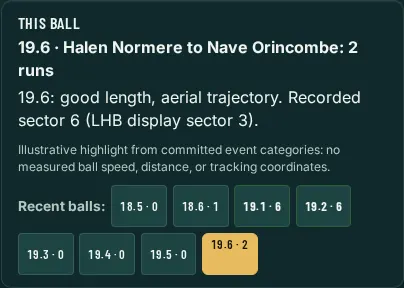 THIS BALL
19.6 · Halen Normere to Nave Orincombe: 2
runs
19.6: good length, aerial trajectory. Recorded
sector 6 (LHB display sector 3).
Illustrative highlight from committed event categories: no
measured ball speed, distance, or tracking coordinates.
Recent balls: 18.5 · 0 18.6 · 1 19.1 · 6 19.2 · 6
19.3 · 0 19.4 · 0 19.5 · 0 19.6 · 2